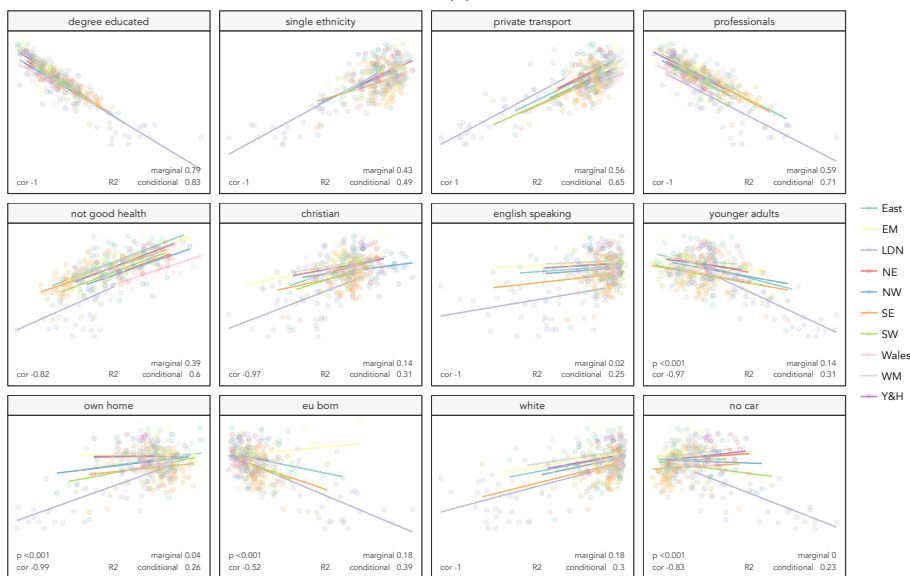 degree educated
single ethnicity
private transport
professionals
marginal 0.79
cor -1 R2 conditional 0.83
marginal 0.43
cor -1 R2 conditional 0.49
marginal 0.56
cor 1 R2 conditional 0.65
marginal 0.59
cor -1 R2 conditional 0.71
not good health
christian
english speaking
younger adults
marginal 0.39
cor -0.82 R2 conditional 0.6
marginal 0.14
cor -0.97 R2 conditional 0.31
marginal 0.02
cor -1 R2 conditional 0.25
p <0.001 marginal 0.14
cor -0.97 R2 conditional 0.31
own home
eu born
white
no car
p <0.001 marginal 0.04
cor -0.99 R2 conditional 0.26
p <0.001 marginal 0.18
cor -0.52 R2 conditional 0.39
marginal 0.18
cor -1 R2 conditional 0.3
p <0.001 marginal 0
cor -0.83 R2 conditional 0.23
East
EM
LDN
NE
NW
SE
SW
Wales
WM
Y&H